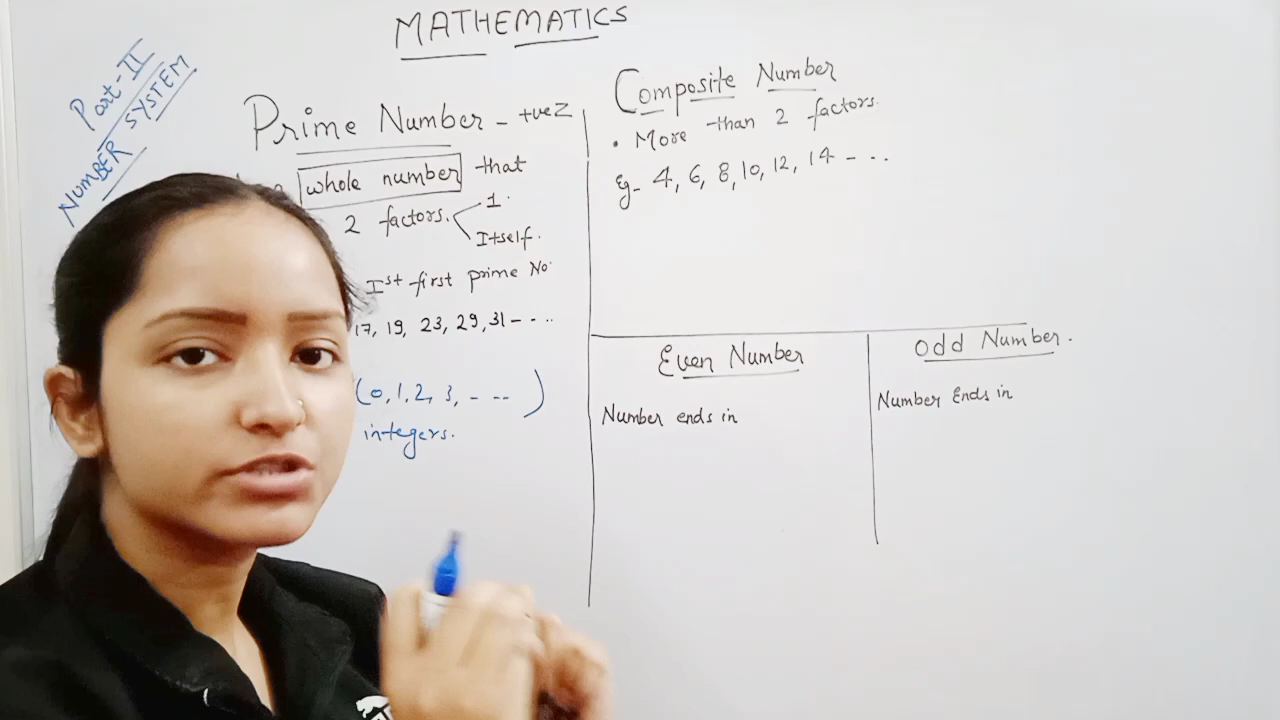 MATHEMATICS
Part-II
NUMBER SYSTEM
Prime Number - +ve Z
whole number that
2 factors. 1.
Itself.
Ist first prime No.
17, 19, 23, 29, 31 - - ..
(0, 1, 2, 3, - -- )
integers.
Composite Number
• More than 2 factors.
Eg- 4, 6, 8, 10, 12, 14 - - ..
Even Number
Number ends in
Odd Number.
Number Ends in